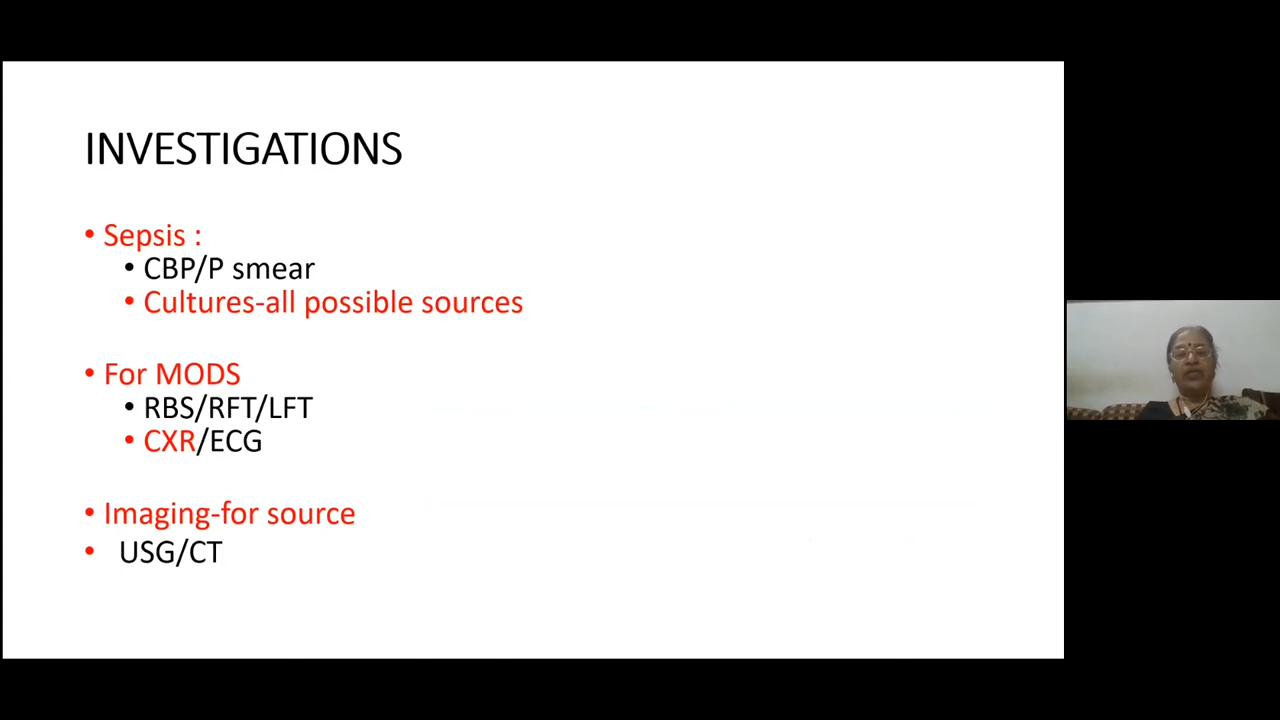 INVESTIGATIONS
• Sepsis :
• CBP/P smear
• Cultures-all possible sources
• For MODS
• RBS/RFT/LFT
• CXR/ECG
• Imaging-for source
• USG/CT